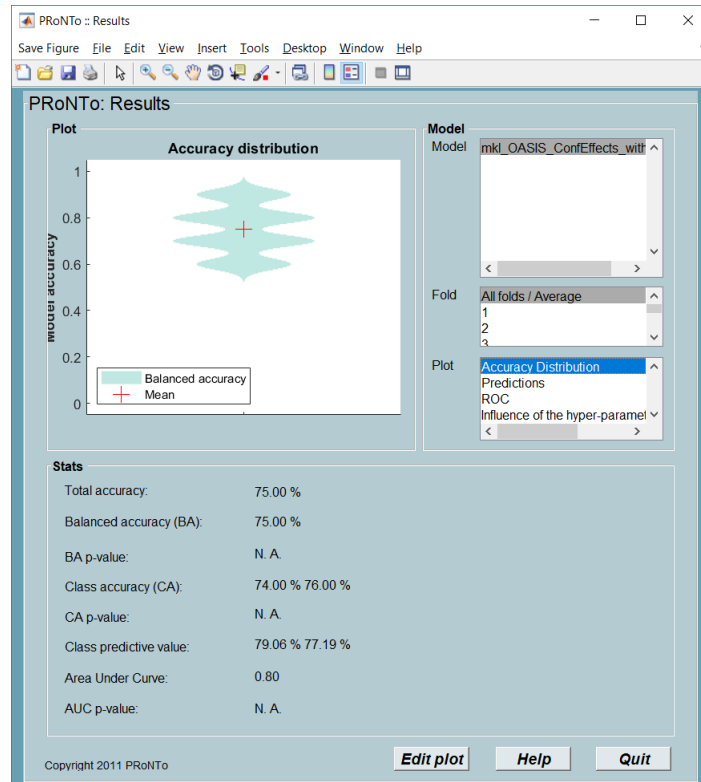 PRoNTo :: Results
Save Figure File Edit View Insert Tools Desktop Window Help
PRoNTo: Results
Plot
Accuracy distribution
1
0.8
0.6
0.4
0.2
0
Model accuracy
Balanced accuracy
Mean
Model
Model
mkl_OASIS_ConfEffects_with
Fold
All folds / Average
1
2
3
Plot
Accuracy Distribution
Predictions
ROC
Influence of the hyper-paramet
Stats
Total accuracy: 75.00 %
Balanced accuracy (BA): 75.00 %
BA p-value: N. A.
Class accuracy (CA): 74.00 % 76.00 %
CA p-value: N. A.
Class predictive value: 79.06 % 77.19 %
Area Under Curve: 0.80
AUC p-value: N. A.
Edit plot Help Quit
Copyright 2011 PRoNTo